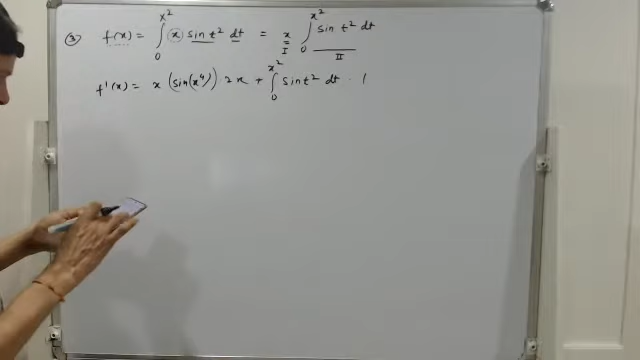 ③ f(x) = ∫₀^{x²} x sin t² dt = x ∫₀^{x²} sin t² dt
I II
f'(x) = x (sin(x⁴)) · 2x + ∫₀^{x²} sin t² dt · 1